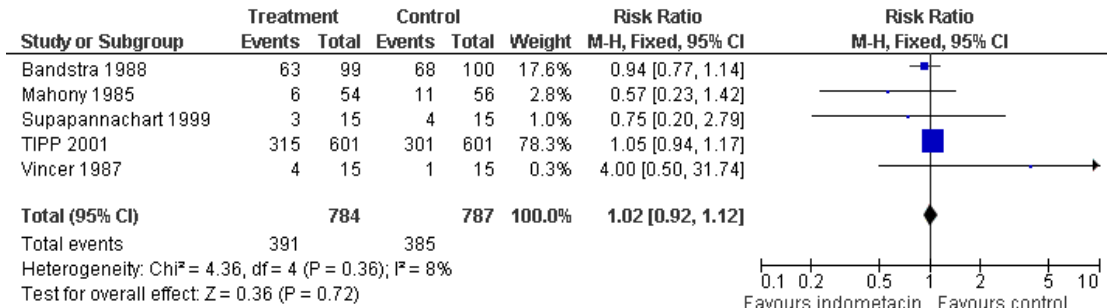 Treatment Control Risk Ratio Risk Ratio
Study or Subgroup Events Total Events Total Weight M-H, Fixed, 95% CI M-H, Fixed, 95% CI
Bandstra 1988 63 99 68 100 17.6% 0.94 [0.77, 1.14]
Mahony 1985 6 54 11 56 2.8% 0.57 [0.23, 1.42]
Supapannachart 1999 3 15 4 15 1.0% 0.75 [0.20, 2.79]
TIPP 2001 315 601 301 601 78.3% 1.05 [0.94, 1.17]
Vincer 1987 4 15 1 15 0.3% 4.00 [0.50, 31.74]
Total (95% CI) 784 787 100.0% 1.02 [0.92, 1.12]
Total events 391 385
Heterogeneity: Chi² = 4.36, df = 4 (P = 0.36); I² = 8%
Test for overall effect: Z = 0.36 (P = 0.72)
0.1 0.2 0.5 1 2 5 10
Favours indometacin Favours control